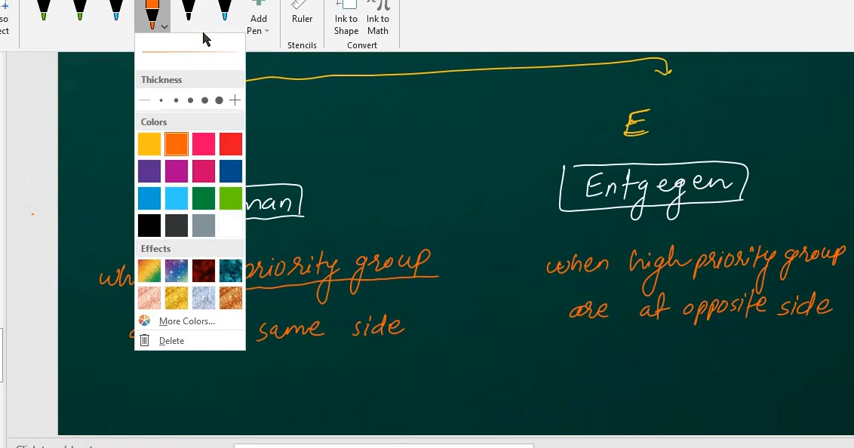 Add
Pen
Ruler
Ink to
Shape
Ink to
Math
Stencils
Convert
Thickness
Colors
Effects
More Colors...
Delete
E
Entgegen
priority group
same side
when high priority group
are at opposite side